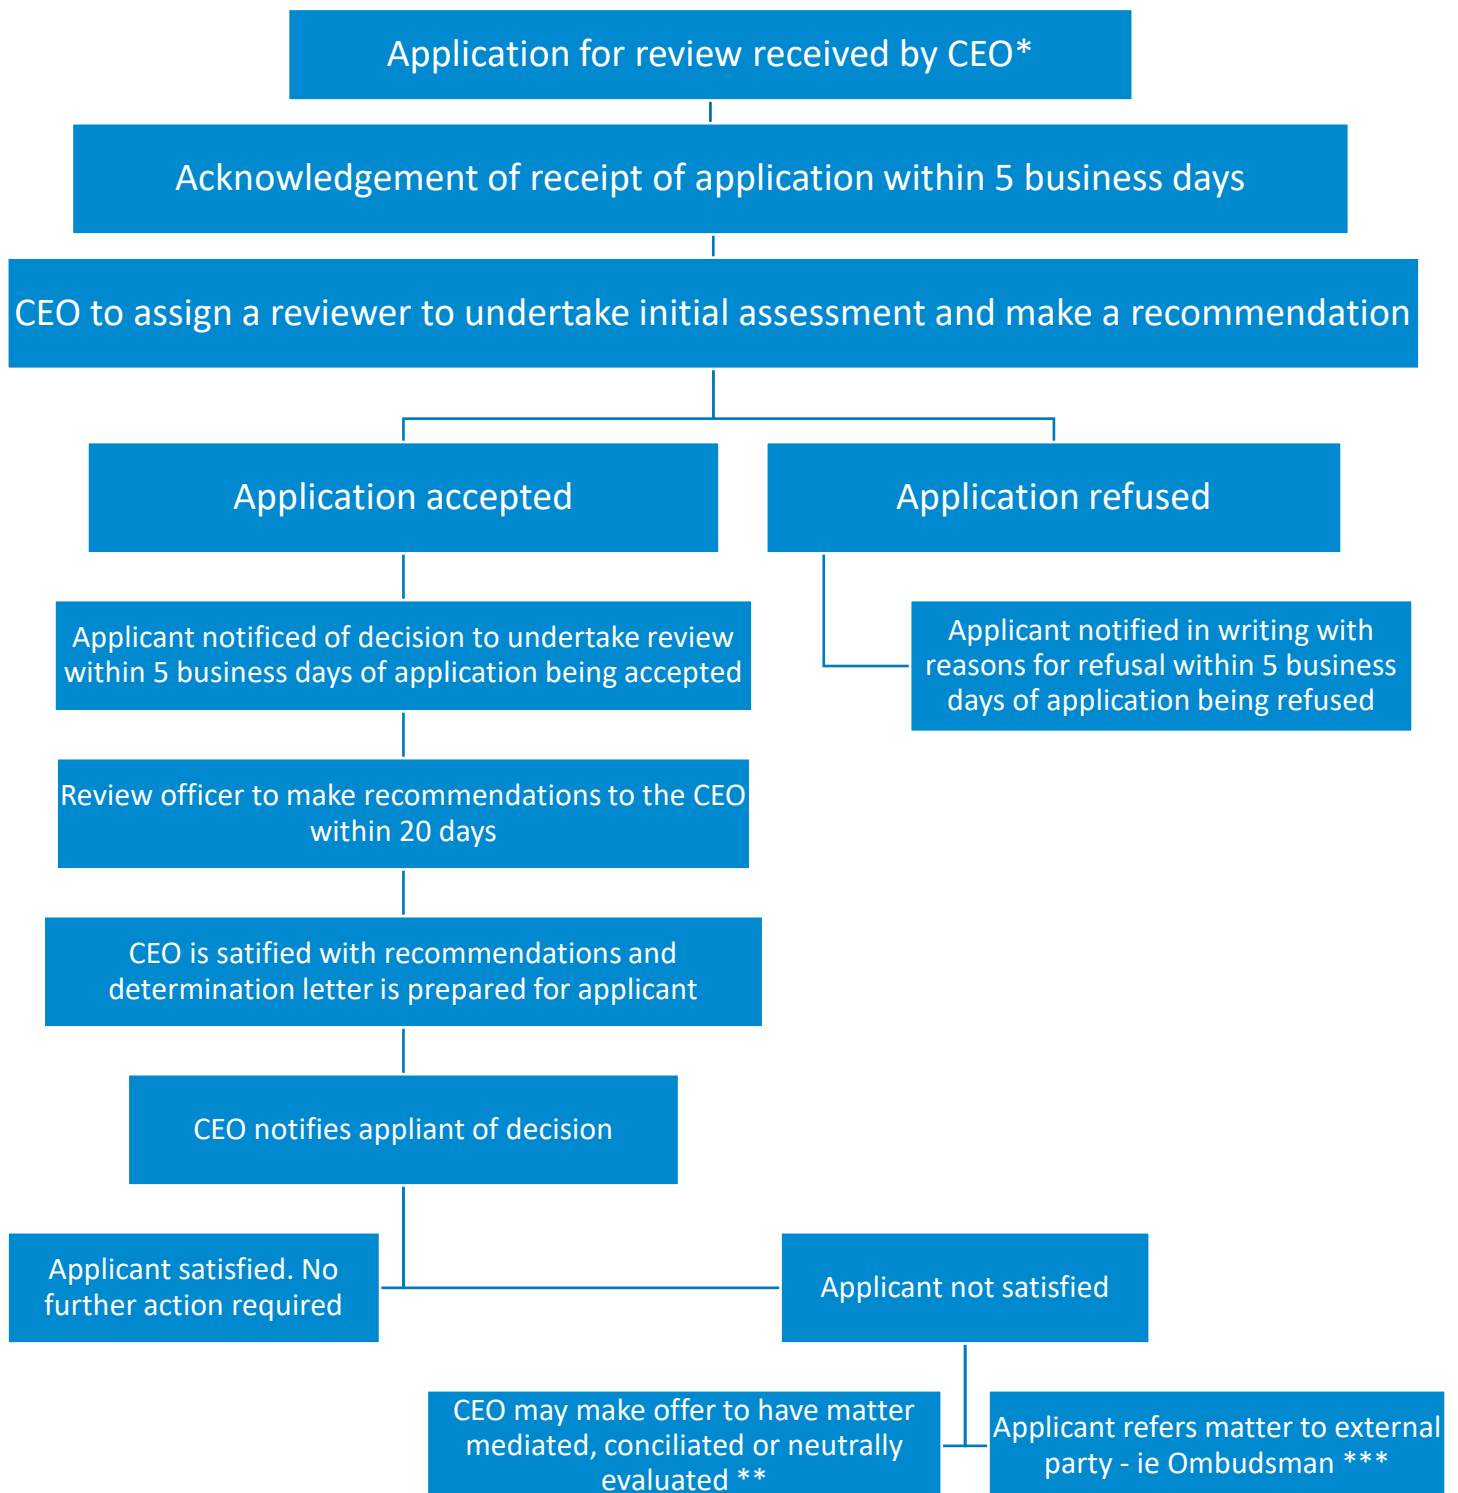 Application for review received by CEO*
Acknowledgement of receipt of application within 5 business days
CEO to assign a reviewer to undertake initial assessment and make a recommendation
Application accepted
Application refused
Applicant notificed of decision to undertake review
within 5 business days of application being accepted
Applicant notified in writing with
reasons for refusal within 5 business
days of application being refused
Review officer to make recommendations to the CEO
within 20 days
CEO is satified with recommendations and
determination letter is prepared for applicant
CEO notifies appliant of decision
Applicant satisfied. No
further action required
Applicant not satisfied
CEO may make offer to have matter
mediated, conciliated or neutrally
evaluated **
Applicant refers matter to external
party - ie Ombudsman ***